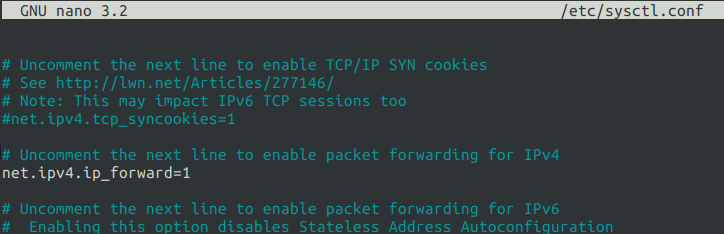 GNU nano 3.2 /etc/sysctl.conf
# Uncomment the next line to enable TCP/IP SYN cookies
# See http://lwn.net/Articles/277146/
# Note: This may impact IPv6 TCP sessions too
#net.ipv4.tcp_syncookies=1
# Uncomment the next line to enable packet forwarding for IPv4
net.ipv4.ip_forward=1
# Uncomment the next line to enable packet forwarding for IPv6
#  Enabling this option disables Stateless Address Autoconfiguration